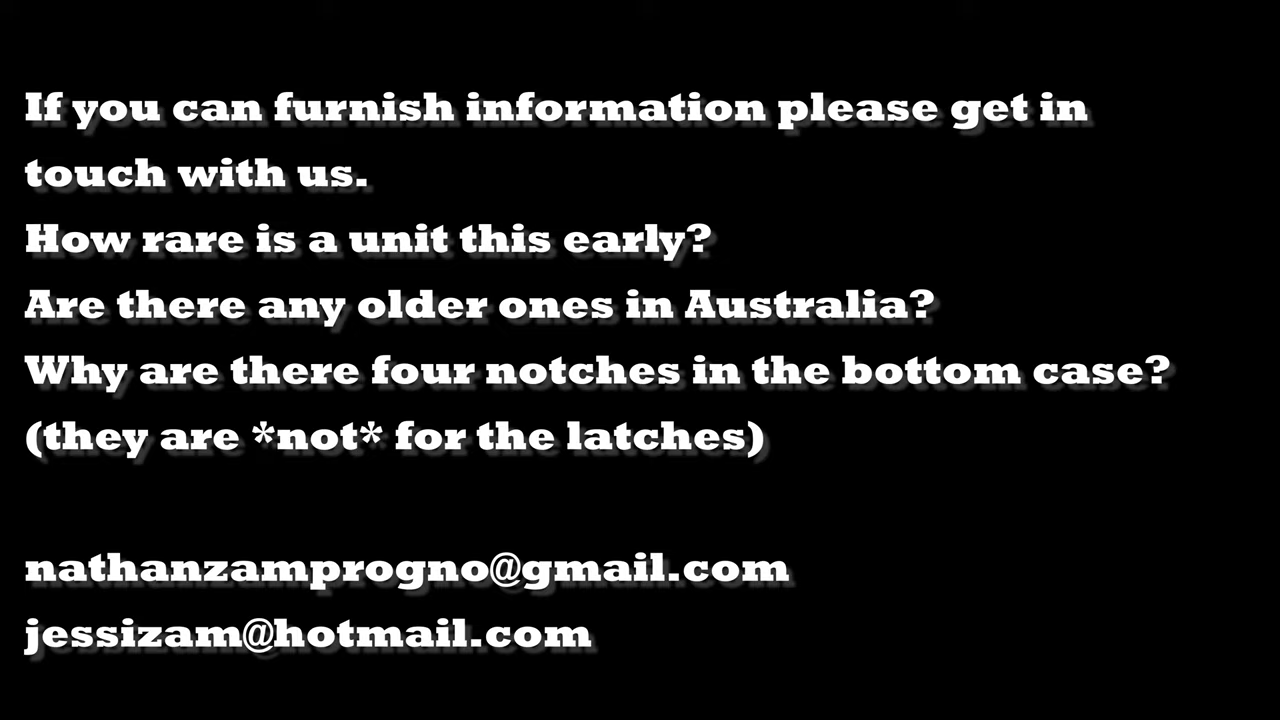 If you can furnish information please get in
touch with us.
How rare is a unit this early?
Are there any older ones in Australia?
Why are there four notches in the bottom case?
(they are *not* for the latches)
nathanzamprogno@gmail.com
jessizam@hotmail.com